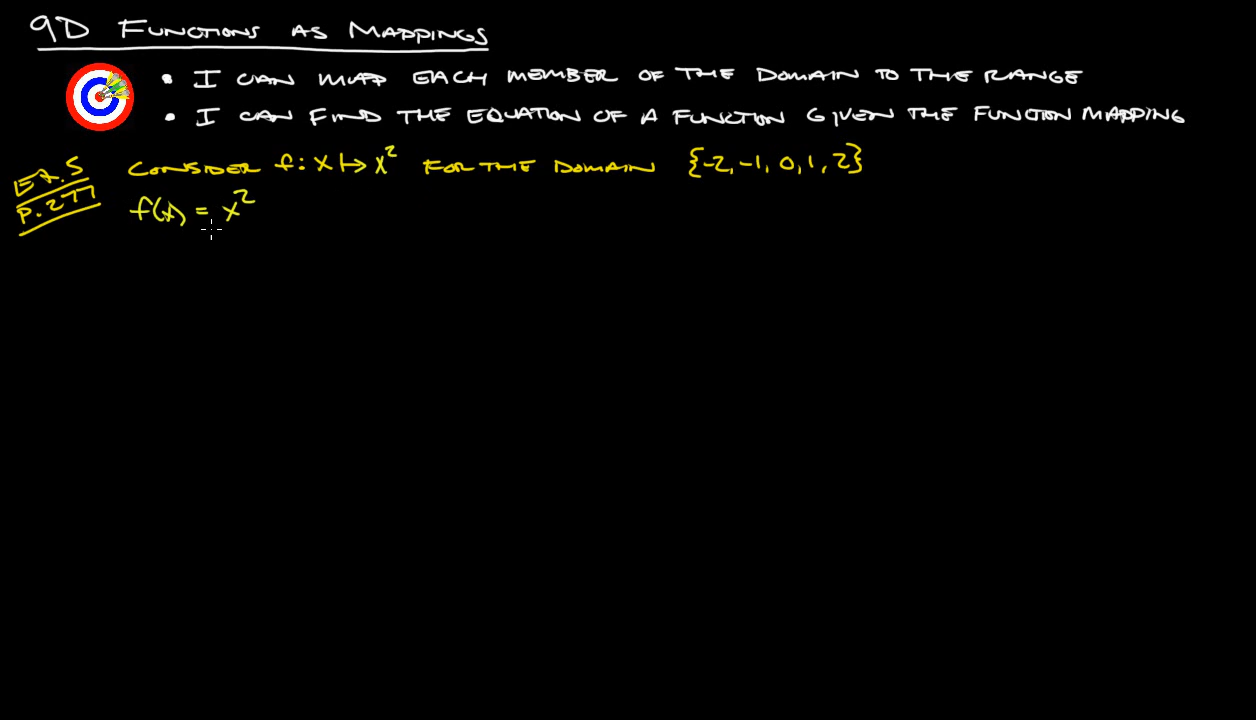 9D FUNCTIONS AS MAPPINGS
• I CAN MAP EACH MEMBER OF THE DOMAIN TO THE RANGE
• I CAN FIND THE EQUATION OF A FUNCTION GIVEN THE FUNCTION MAPPING
EX. 5
P. 277
CONSIDER f: x ↦ x² FOR THE DOMAIN {-2, -1, 0, 1, 2}
f(x) = x²